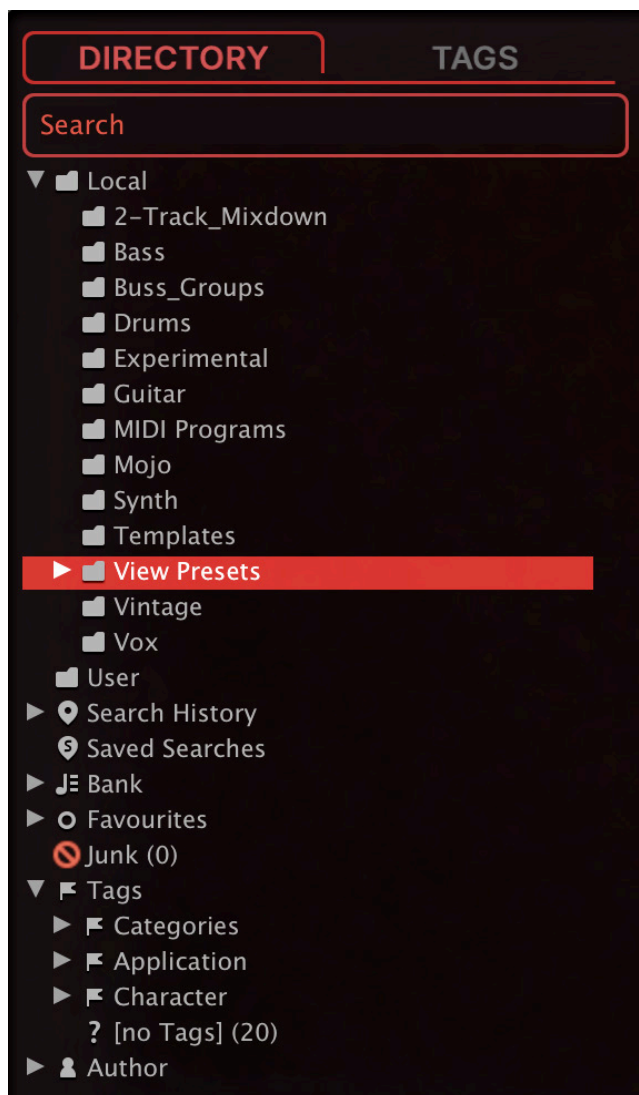 DIRECTORY TAGS
Search
Local
2-Track_Mixdown
Bass
Buss_Groups
Drums
Experimental
Guitar
MIDI Programs
Mojo
Synth
Templates
View Presets
Vintage
Vox
User
Search History
S Saved Searches
Bank
Favourites
Junk (0)
Tags
Categories
Application
Character
? [no Tags] (20)
Author